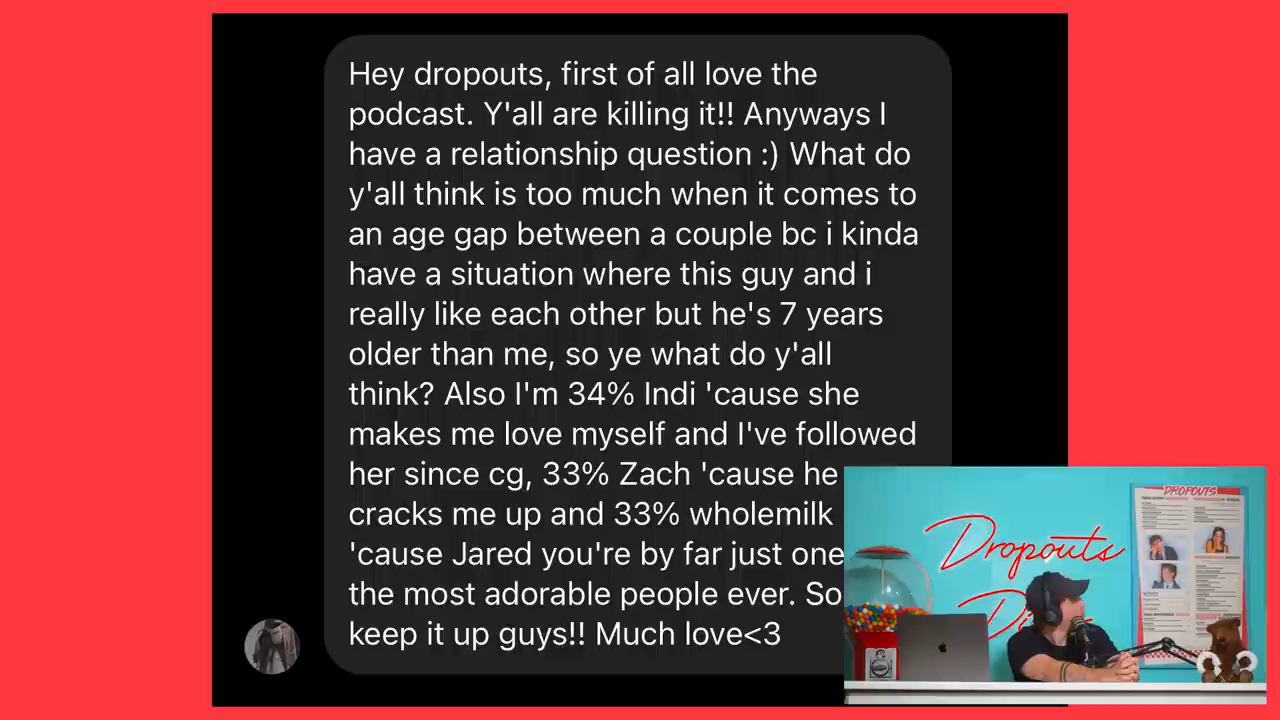 Hey dropouts, first of all love the
podcast. Y'all are killing it!! Anyways I
have a relationship question :) What do
y'all think is too much when it comes to
an age gap between a couple bc i kinda
have a situation where this guy and i
really like each other but he's 7 years
older than me, so ye what do y'all
think? Also I'm 34% Indi 'cause she
makes me love myself and I've followed
her since cg, 33% Zach 'cause he
cracks me up and 33% wholemilk
'cause Jared you're by far just one
the most adorable people ever. So
keep it up guys!! Much love<3
Dropouts
DROPOUTS